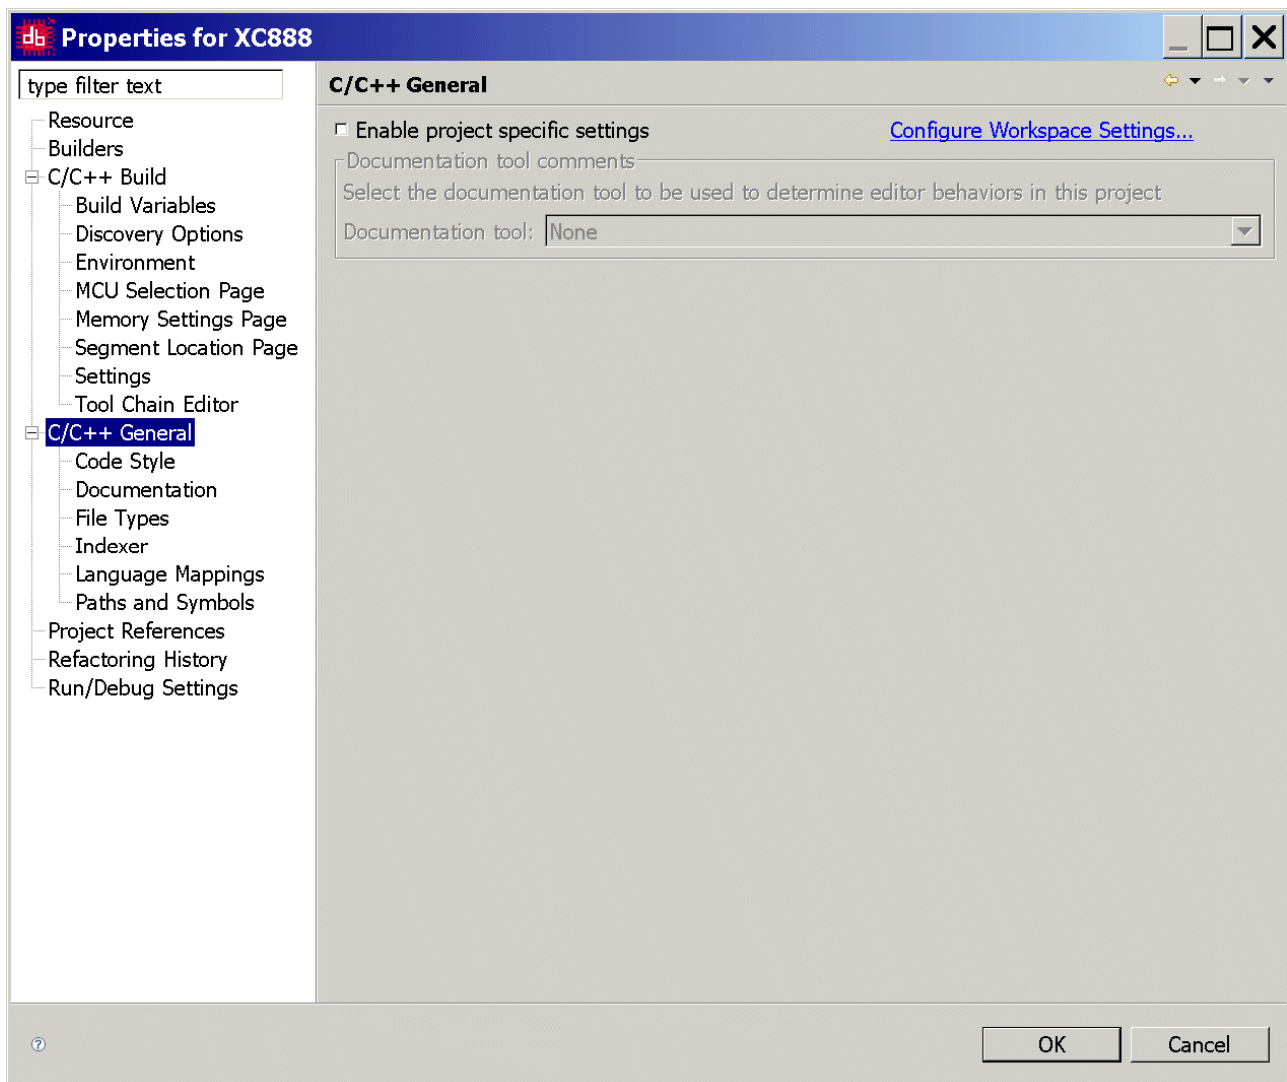 db Properties for XC888
type filter text
Resource
Builders
C/C++ Build
Build Variables
Discovery Options
Environment
MCU Selection Page
Memory Settings Page
Segment Location Page
Settings
Tool Chain Editor
C/C++ General
Code Style
Documentation
File Types
Indexer
Language Mappings
Paths and Symbols
Project References
Refactoring History
Run/Debug Settings
C/C++ General
Enable project specific settings Configure Workspace Settings...
Documentation tool comments
Select the documentation tool to be used to determine editor behaviors in this project
Documentation tool: None
? OK Cancel